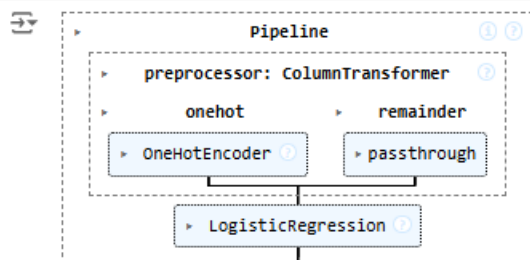 Pipeline
preprocessor: ColumnTransformer
onehot remainder
OneHotEncoder passthrough
LogisticRegression